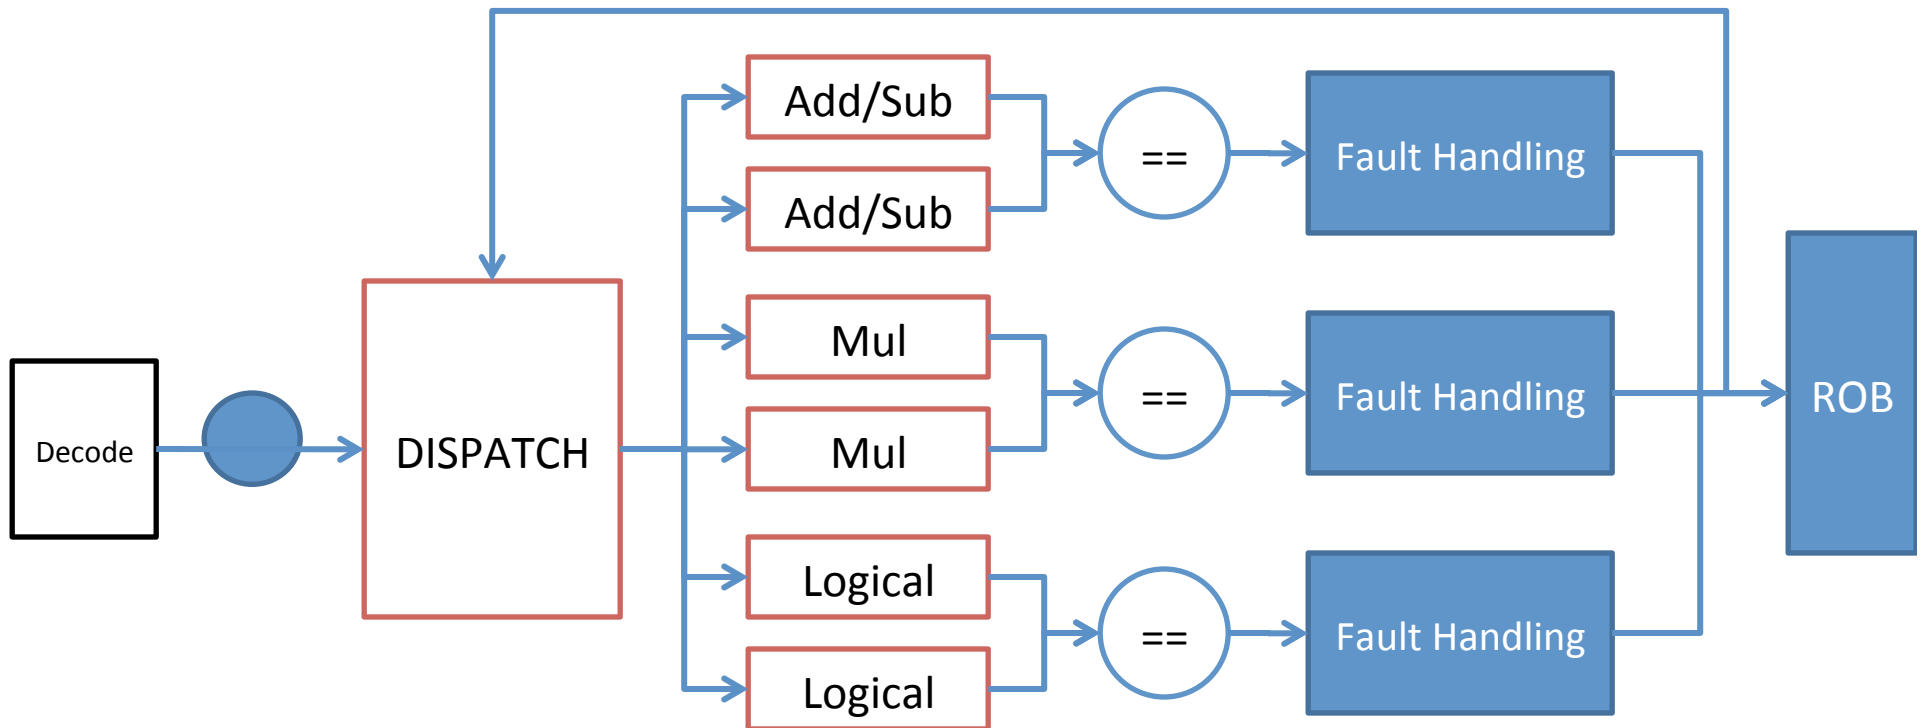 Add/Sub
==
Fault Handling
Add/Sub
Decode
DISPATCH
Mul
==
Fault Handling
ROB
Mul
Logical
==
Fault Handling
Logical